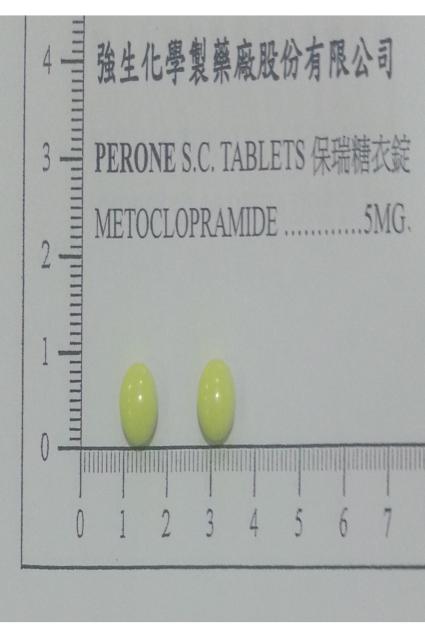 強生化學製藥廠股份有限公司
PERONE S.C. TABLETS 保瑞糖衣錠
METOCLOPRAMIDE ............5MG、
4
3
2
1
0
0 1 2 3 4 5 6 7